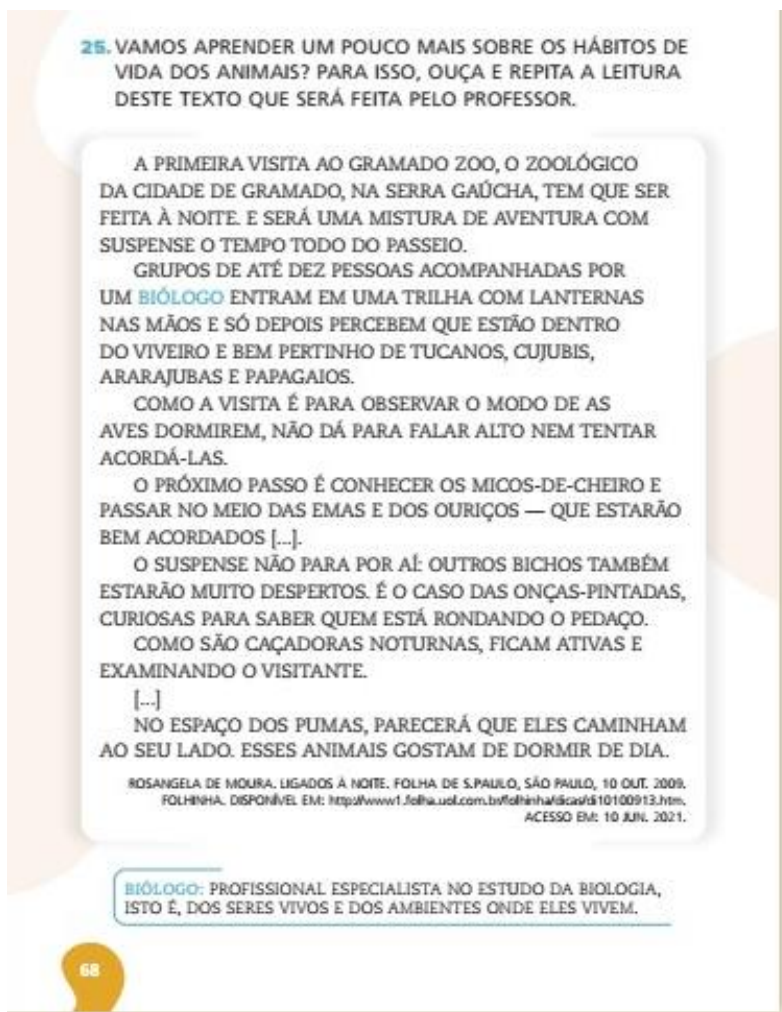 25. VAMOS APRENDER UM POUCO MAIS SOBRE OS HÁBITOS DE
VIDA DOS ANIMAIS? PARA ISSO, OUÇA E REPITA A LEITURA
DESTE TEXTO QUE SERÁ FEITA PELO PROFESSOR.
A PRIMEIRA VISITA AO GRAMADO ZOO, O ZOOLÓGICO
DA CIDADE DE GRAMADO, NA SERRA GAÚCHA, TEM QUE SER
FEITA À NOITE. E SERÁ UMA MISTURA DE AVENTURA COM
SUSPENSE O TEMPO TODO DO PASSEIO.
GRUPOS DE ATÉ DEZ PESSOAS ACOMPANHADAS POR
UM BIÓLOGO ENTRAM EM UMA TRILHA COM LANTERNAS
NAS MÃOS E SÓ DEPOIS PERCEBEM QUE ESTÃO DENTRO
DO VIVEIRO E BEM PERTINHO DE TUCANOS, CUJUBIS,
ARARAJUBAS E PAPAGAIOS.
COMO A VISITA É PARA OBSERVAR O MODO DE AS
AVES DORMIREM, NÃO DÁ PARA FALAR ALTO NEM TENTAR
ACORDÁ-LAS.
O PRÓXIMO PASSO É CONHECER OS MICOS-DE-CHEIRO E
PASSAR NO MEIO DAS EMAS E DOS OURIÇOS — QUE ESTARÃO
BEM ACORDADOS [...].
O SUSPENSE NÃO PARA POR AÍ: OUTROS BICHOS TAMBÉM
ESTARÃO MUITO DESPERTOS. É O CASO DAS ONÇAS-PINTADAS,
CURIOSAS PARA SABER QUEM ESTÁ RONDANDO O PEDAÇO.
COMO SÃO CAÇADORAS NOTURNAS, FICAM ATIVAS E
EXAMINANDO O VISITANTE.
[...]
NO ESPAÇO DOS PUMAS, PARECERÁ QUE ELES CAMINHAM
AO SEU LADO. ESSES ANIMAIS GOSTAM DE DORMIR DE DIA.
ROSANGELA DE MOURA. LIGADOS À NOITE. FOLHA DE S.PAULO, SÃO PAULO, 10 OUT. 2009.
FOLHINHA. DISPONÍVEL EM: http://www1.folha.uol.com.br/folhinha/dicas/di10100913.htm.
ACESSO EM: 10 JUN. 2021.
BIÓLOGO: PROFISSIONAL ESPECIALISTA NO ESTUDO DA BIOLOGIA,
ISTO É, DOS SERES VIVOS E DOS AMBIENTES ONDE ELES VIVEM.
68